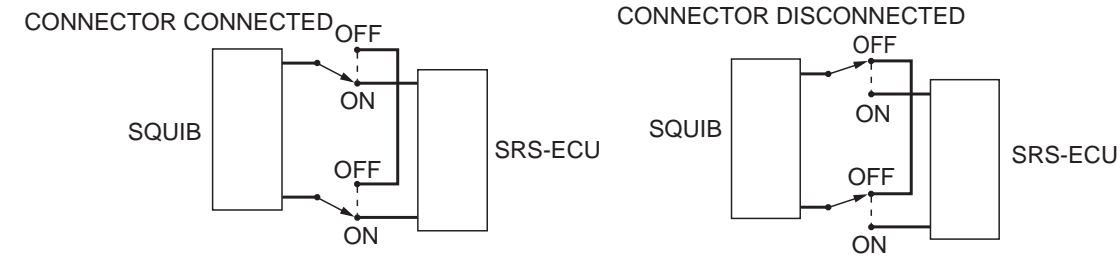 CONNECTOR CONNECTED
OFF
ON
SQUIB
SRS-ECU
OFF
ON
CONNECTOR DISCONNECTED
OFF
ON
SQUIB
SRS-ECU
OFF
ON